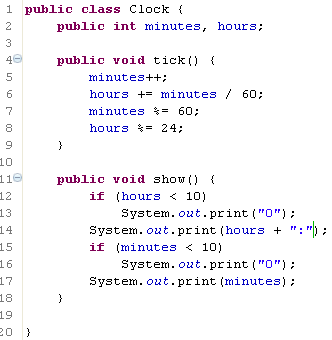 1 public class Clock {
2     public int minutes, hours;
3
4     public void tick() {
5         minutes++;
6         hours += minutes / 60;
7         minutes %= 60;
8         hours %= 24;
9     }
10
11     public void show() {
12         if (hours < 10)
13             System.out.print("0");
14         System.out.print(hours + ":");
15         if (minutes < 10)
16             System.out.print("0");
17         System.out.print(minutes);
18     }
19
20 }